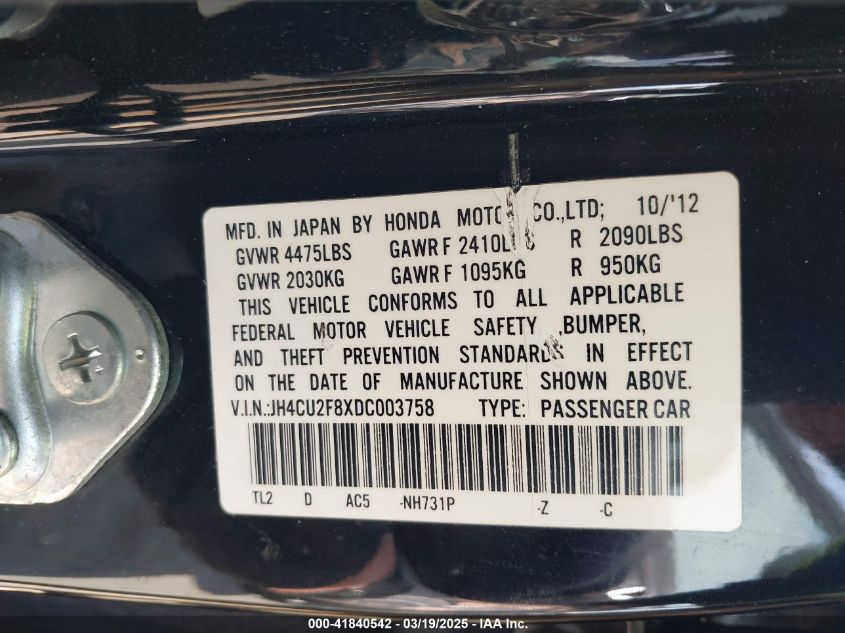 MFD. IN JAPAN BY HONDA CO.,LTD; 10/'12
GVWR 4475LBS GAWR F R 2090LBS
GVWR 2030KG GAWR F 1095KG R 950KG
THIS VEHICLE CONFORMS TO ALL APPLICABLE
FEDERAL MOTOR VEHICLE SAFETY ,BUMPER,
AND THEFT PREVENTION STANDARDS IN EFFECT
ON THE DATE OF MANUFACTURE SHOWN ABOVE.
V.I.N.:JH4CU2F8XDC003758 TYPE: PASSENGER CAR
TL2 D AC5 -NH731P -Z -C
000-41840542 — 03/19/2025 — IAA Inc.